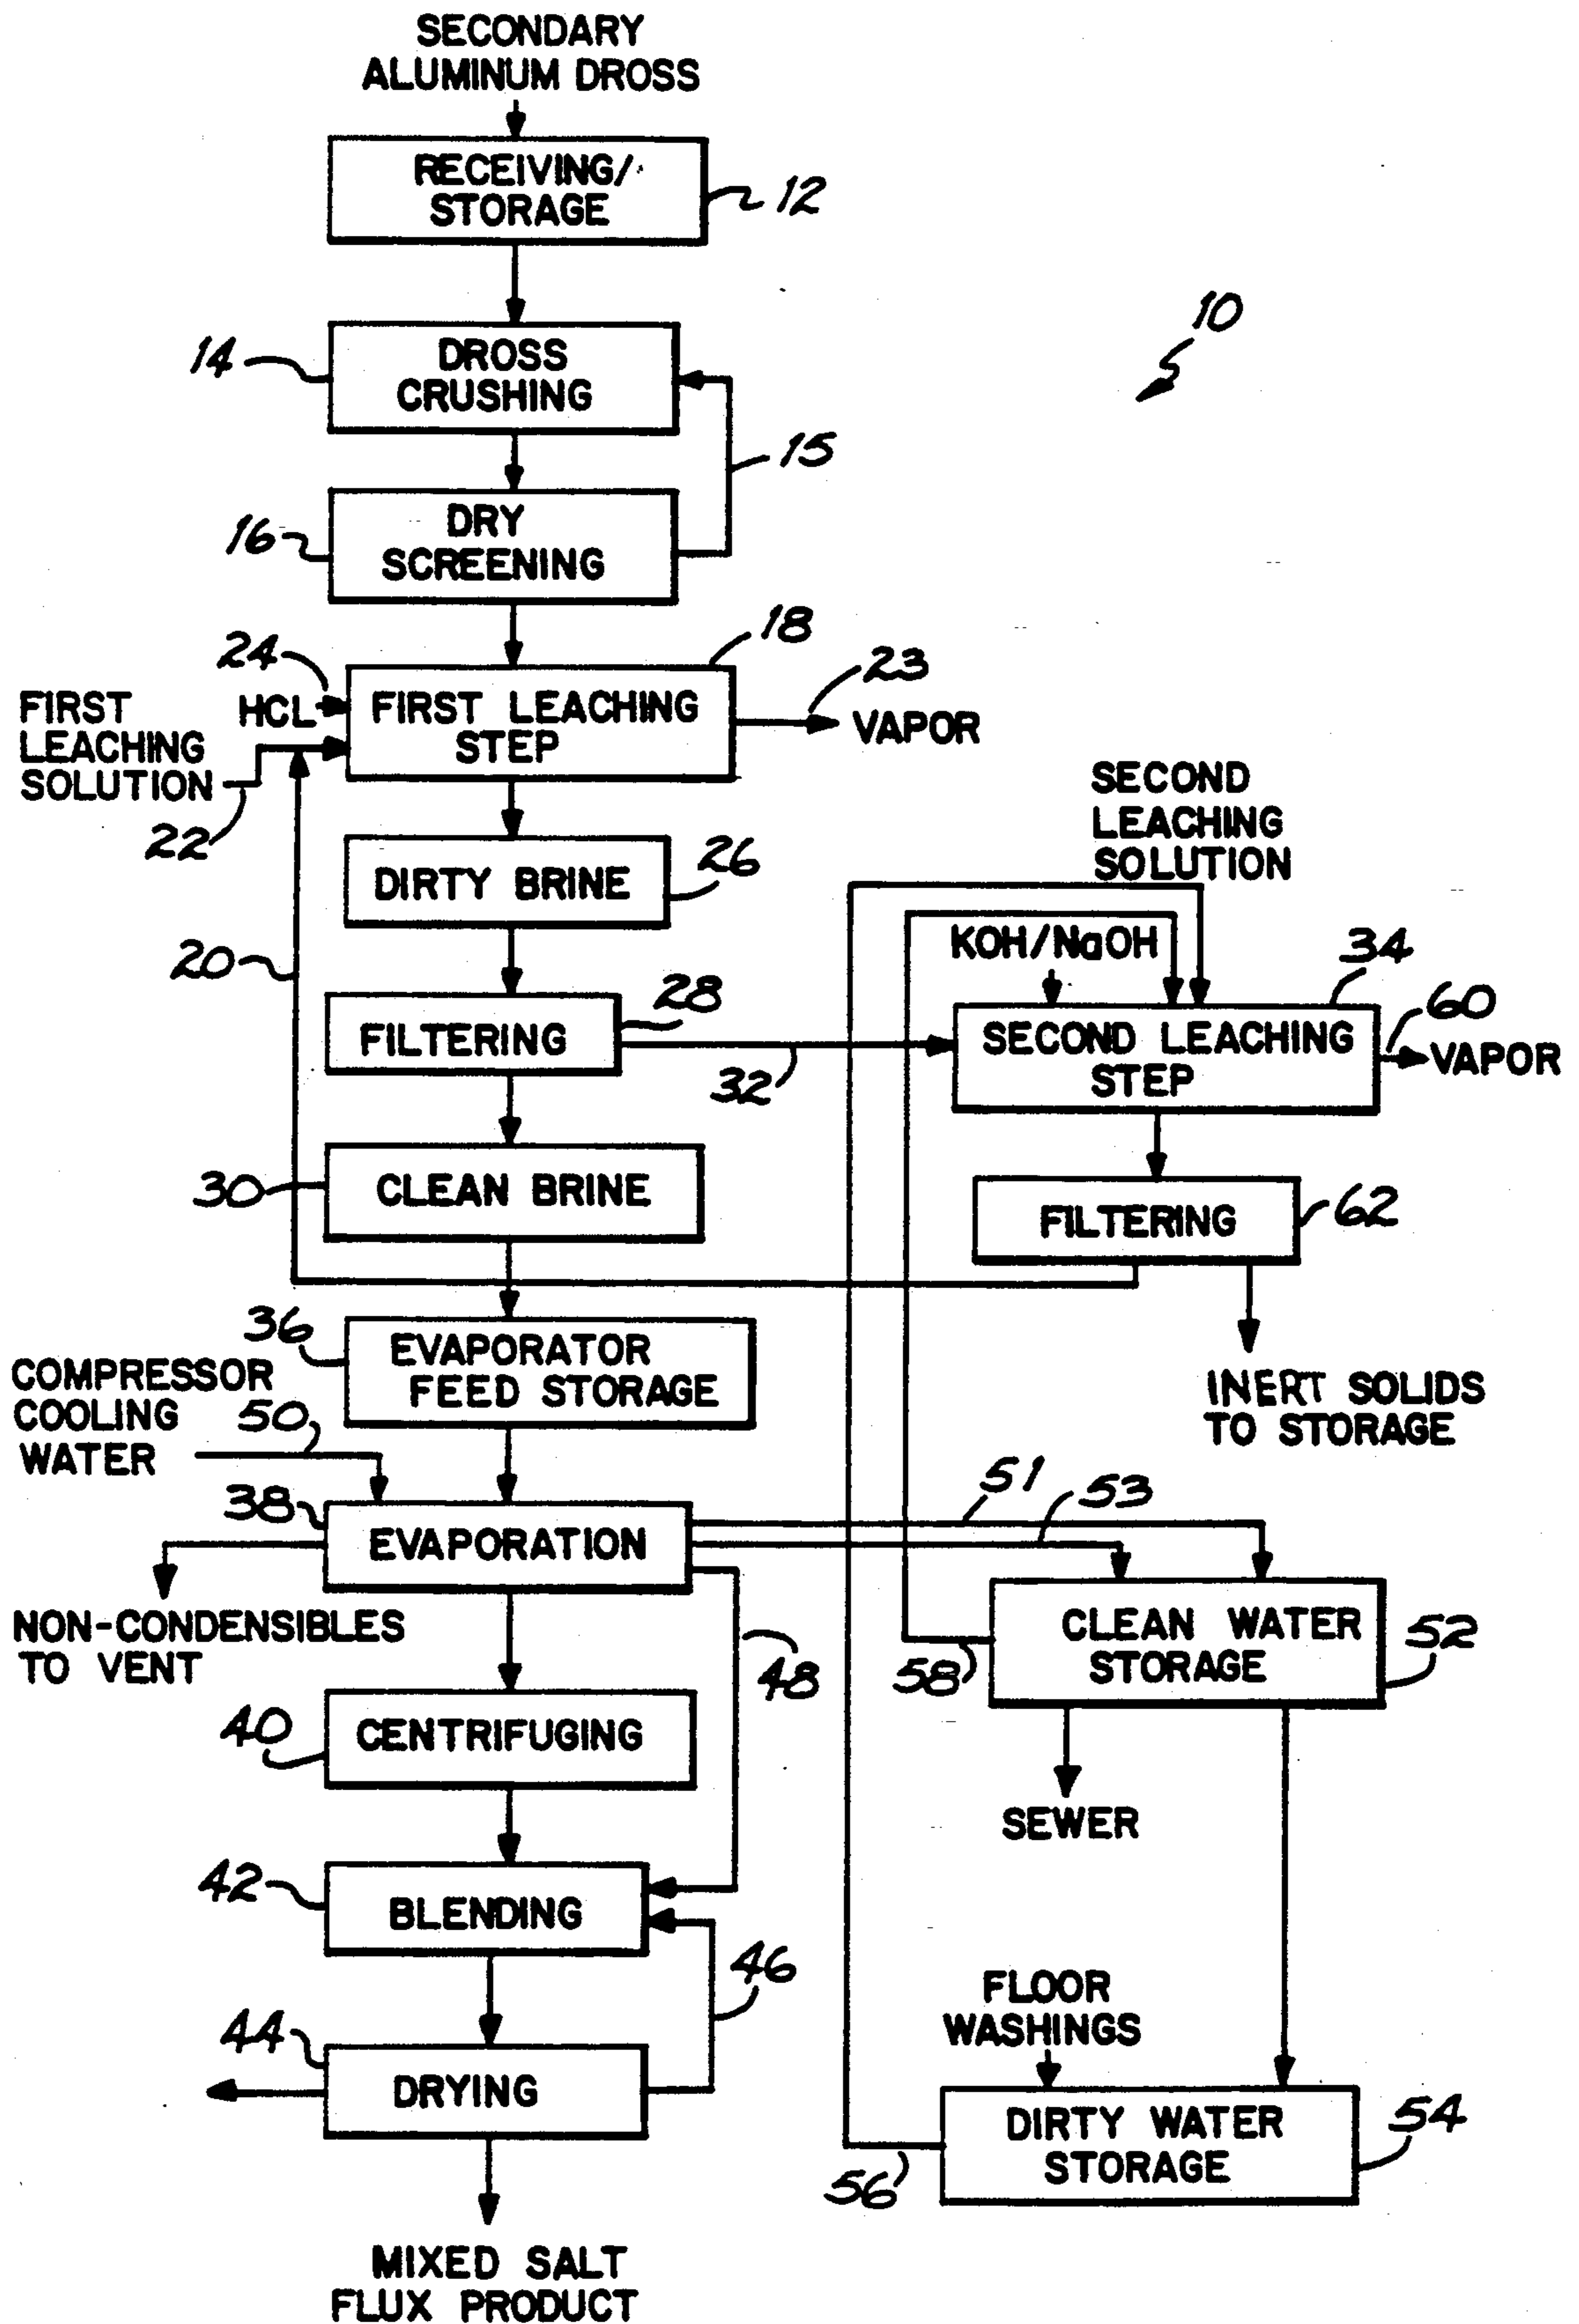 SECONDARY
ALUMINUM DROSS
RECEIVING/
STORAGE
12
10
14
DROSS
CRUSHING
15
16
DRY
SCREENING
18
24
23
FIRST
LEACHING
SOLUTION
HCL
FIRST LEACHING
STEP
VAPOR
22
SECOND
LEACHING
SOLUTION
DIRTY BRINE
26
20
KOH/NaOH
34
28
60
FILTERING
32
SECOND LEACHING
STEP
VAPOR
30
CLEAN BRINE
FILTERING
62
36
EVAPORATOR
FEED STORAGE
INERT SOLIDS
TO STORAGE
COMPRESSOR
COOLING
WATER
50
51
53
38
EVAPORATION
NON-CONDENSIBLES
TO VENT
48
CLEAN WATER
STORAGE
52
58
40
CENTRIFUGING
SEWER
42
BLENDING
46
FLOOR
WASHINGS
44
DRYING
DIRTY WATER
STORAGE
54
56
MIXED SALT
FLUX PRODUCT